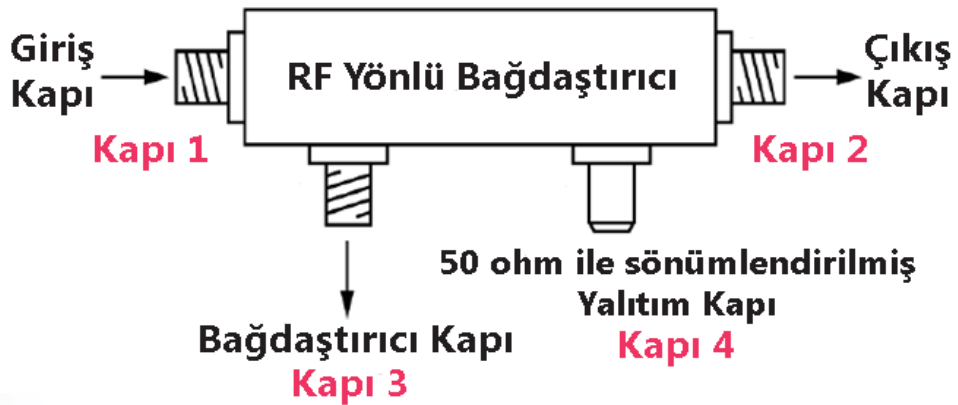 Giriş
Kapı
Kapı 1
RF Yönlü Bağdaştırıcı
Çıkış
Kapı
Kapı 2
Bağdaştırıcı Kapı
Kapı 3
50 ohm ile sönümlendirilmiş
Yalıtım Kapı
Kapı 4